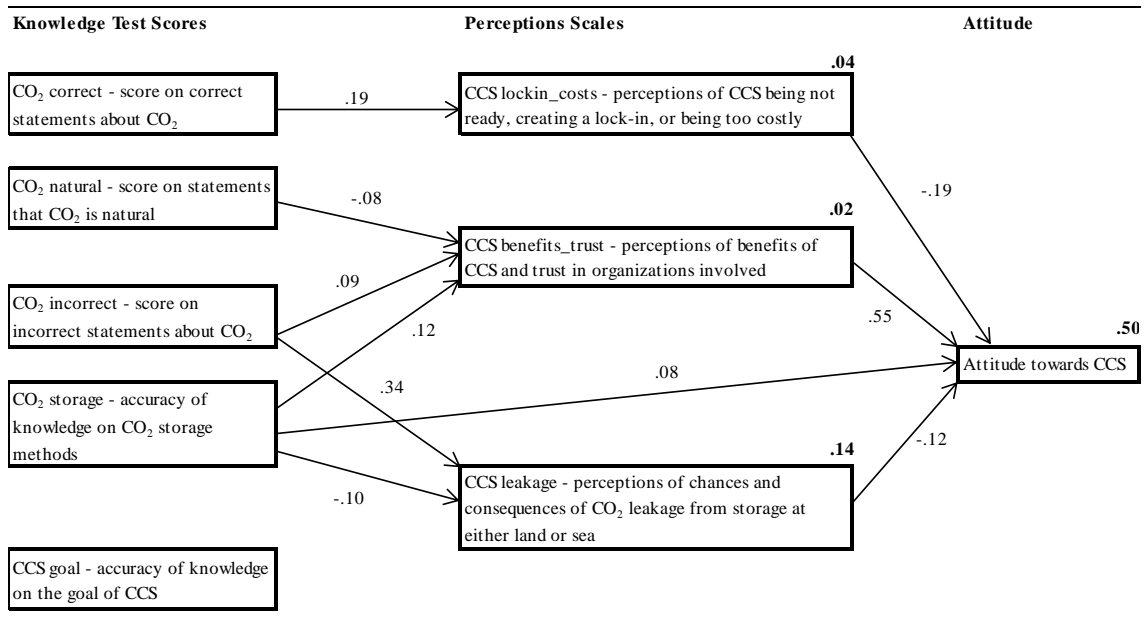 Knowledge Test Scores
Perceptions Scales
Attitude
CO₂ correct - score on correct
statements about CO₂
.19
.04
CCS lockin_costs - perceptions of CCS being not
ready, creating a lock-in, or being too costly
-.19
CO₂ natural - score on statements
that CO₂ is natural
-.08
.02
CCS benefits_trust - perceptions of benefits of
CCS and trust in organizations involved
.55
CO₂ incorrect - score on
incorrect statements about CO₂
.09
.12
.34
.50
Attitude towards CCS
CO₂ storage - accuracy of
knowledge on CO₂ storage
methods
.08
-.10
.14
CCS leakage - perceptions of chances and
consequences of CO₂ leakage from storage at
either land or sea
-.12
CCS goal - accuracy of knowledge
on the goal of CCS